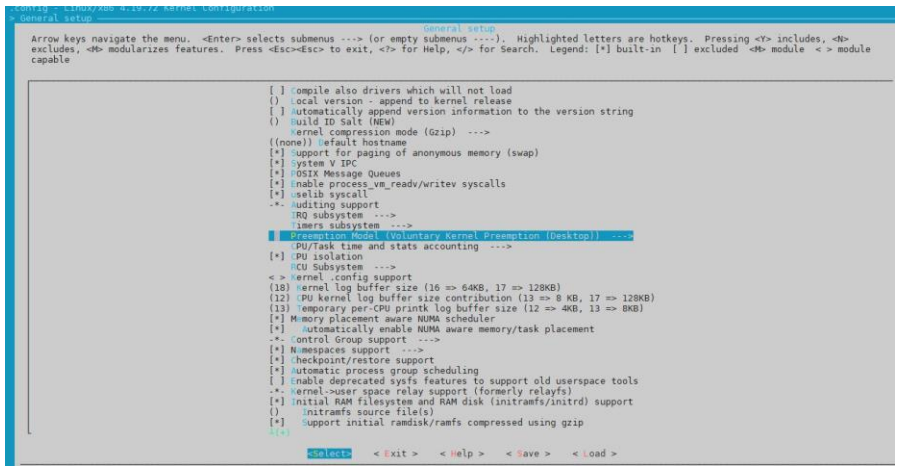 .config - Linux/x86 4.19.72 Kernel Configuration
> General setup
General setup
Arrow keys navigate the menu. <Enter> selects submenus ---> (or empty submenus ----). Highlighted letters are hotkeys. Pressing <Y> includes, <N>
excludes, <M> modularizes features. Press <Esc><Esc> to exit, <?> for Help, </> for Search. Legend: [*] built-in [ ] excluded <M> module < > module
capable
[ ] Compile also drivers which will not load
() Local version - append to kernel release
[ ] Automatically append version information to the version string
() Build ID Salt (NEW)
Kernel compression mode (Gzip) --->
((none)) Default hostname
[*] Support for paging of anonymous memory (swap)
[*] System V IPC
[*] POSIX Message Queues
[*] Enable process_vm_readv/writev syscalls
[*] uselib syscall
-*- Auditing support
IRQ subsystem --->
Timers subsystem --->
Preemption Model (Voluntary Kernel Preemption (Desktop)) --->
CPU/Task time and stats accounting --->
[*] CPU isolation
RCU Subsystem --->
< > Kernel .config support
(18) Kernel log buffer size (16 => 64KB, 17 => 128KB)
(12) CPU kernel log buffer size contribution (13 => 8 KB, 17 => 128KB)
(13) Temporary per-CPU printk log buffer size (12 => 4KB, 13 => 8KB)
[*] Memory placement aware NUMA scheduler
[*] Automatically enable NUMA aware memory/task placement
-*- Control Group support --->
[*] Namespaces support --->
[*] Checkpoint/restore support
[*] Automatic process group scheduling
[ ] Enable deprecated sysfs features to support old userspace tools
-*- Kernel->user space relay support (formerly relayfs)
[*] Initial RAM filesystem and RAM disk (initramfs/initrd) support
() Initramfs source file(s)
[*] Support initial ramdisk/ramfs compressed using gzip
<Select> < Exit > < Help > < Save > < Load >